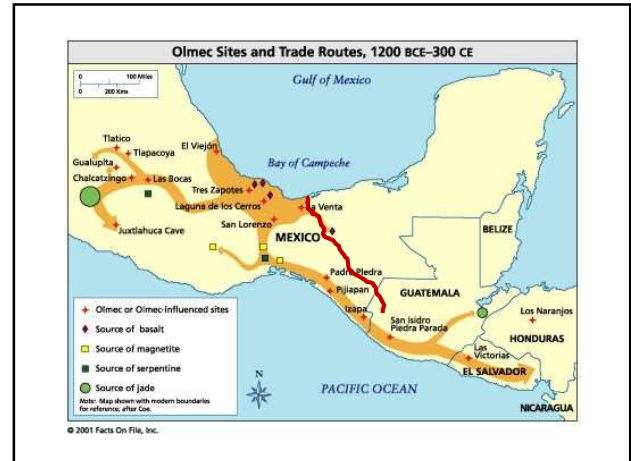 Olmec Sites and Trade Routes, 1200 BCE–300 CE
0 100 Miles
0 200 Kms
Gulf of Mexico
Tlatico
Tlapacoya
El Viejón
Gualupita
Bay of Campeche
Chalcatzingo
Las Bocas
Tres Zapotes
Laguna de los Cerros
La Venta
San Lorenzo
Juxtlahuca Cave
MEXICO
BELIZE
Padre Piedra
Pijiapan
GUATEMALA
Izapa
Los Naranjos
San Isidro
Piedra Parada
HONDURAS
Las
Victorias
EL SALVADOR
Olmec or Olmec-influenced sites
Source of basalt
Source of magnetite
Source of serpentine
Source of jade
Note: Map shown with modern boundaries
for reference; after Coe.
N
PACIFIC OCEAN
NICARAGUA
© 2001 Facts On File, Inc.